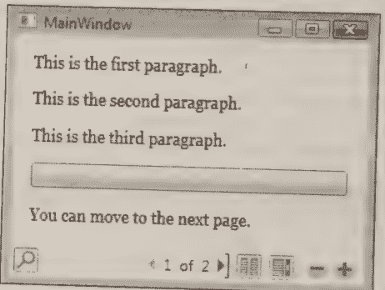 MainWindow
This is the first paragraph.
This is the second paragraph.
This is the third paragraph.
You can move to the next page.
1 of 2